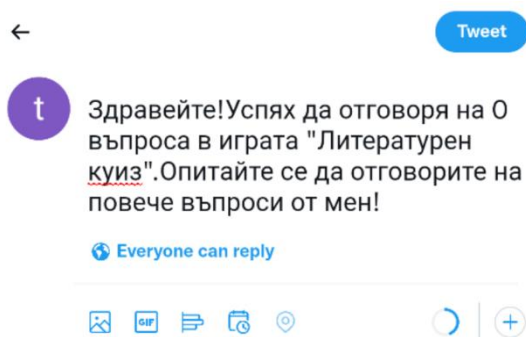 Tweet
t
Здравейте!Успях да отговоря на 0
въпроса в играта "Литературен
куиз".Опитайте се да отговорите на
повече въпроси от мен!
Everyone can reply
GIF